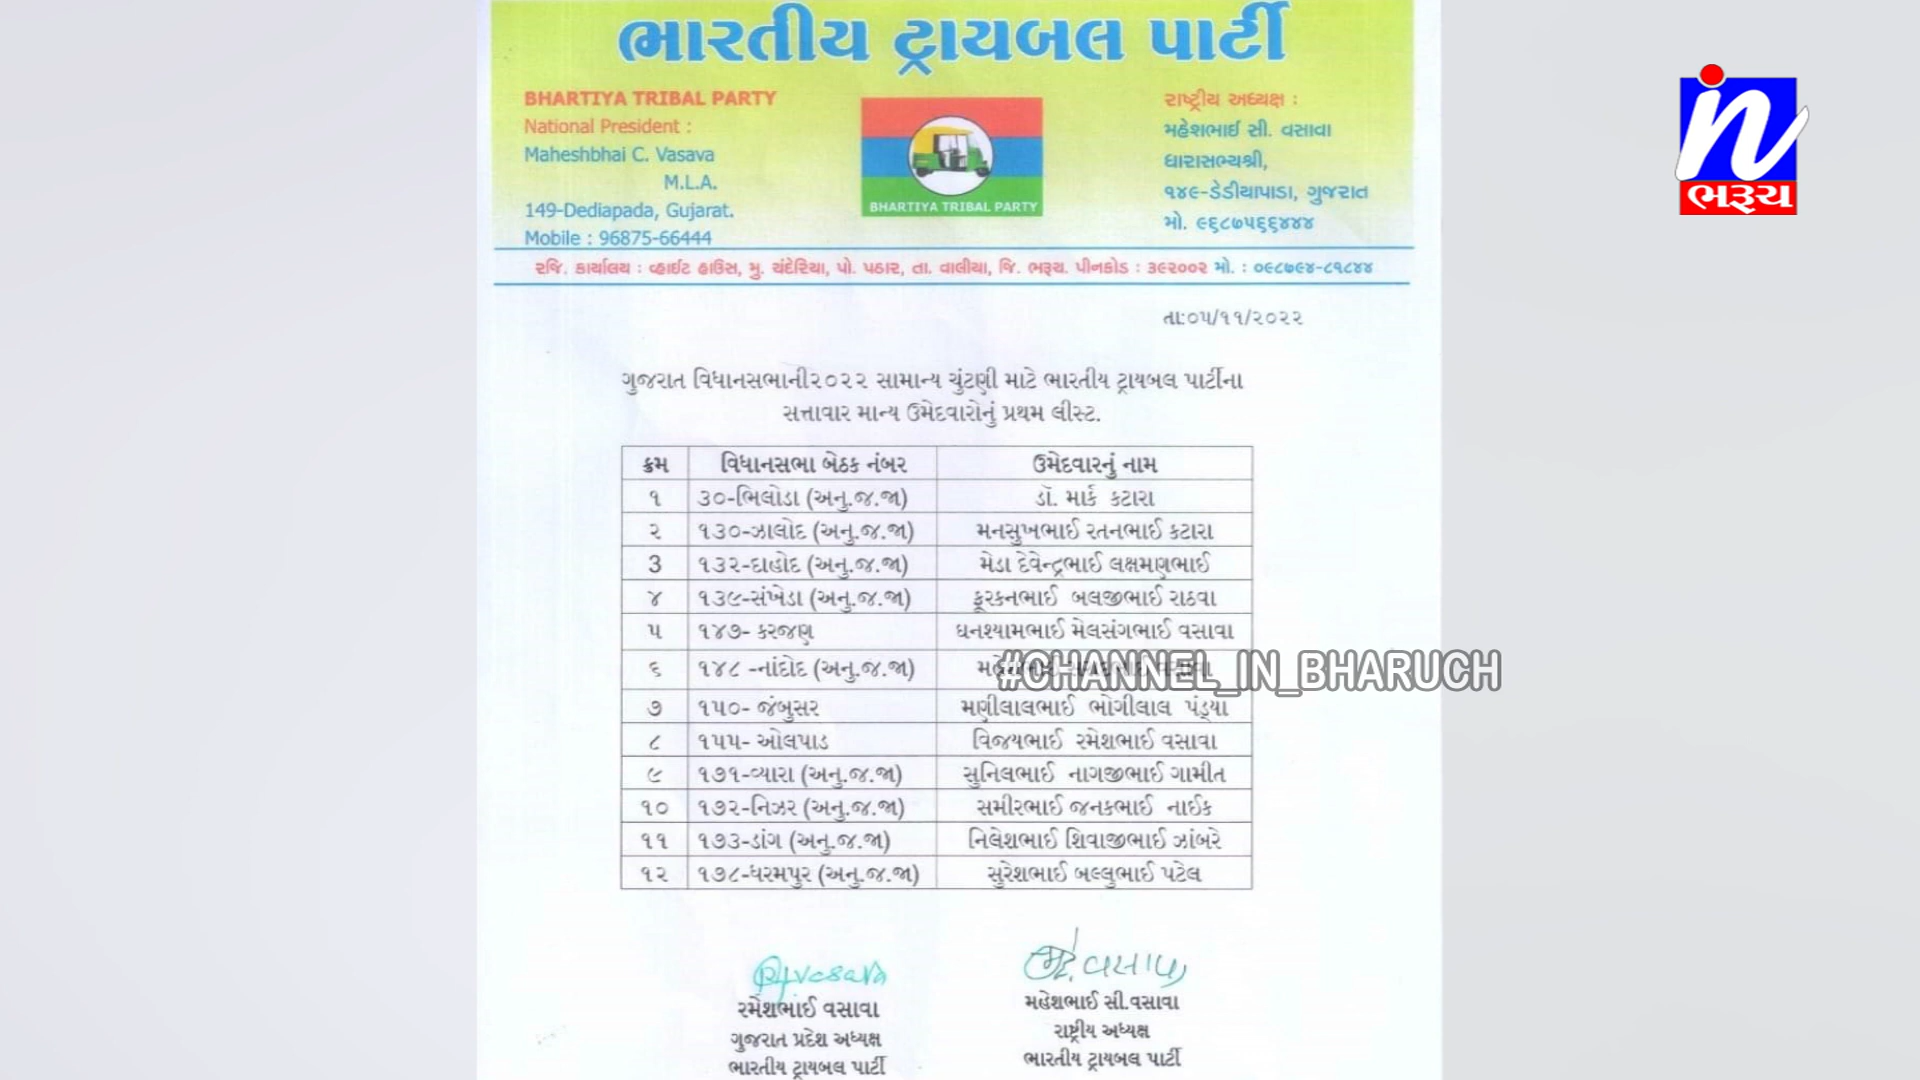 ભારતીય ટ્રાયબલ પાર્ટી
BHARTIYA TRIBAL PARTY
National President :
Maheshbhai C. Vasava
M.L.A.
149-Dediapada, Gujarat.
Mobile : 96875-66444
BHARTIYA TRIBAL PARTY
રાષ્ટ્રીય અધ્યક્ષ :
મહેશભાઈ સી. વસાવા
ધારાસભ્યશ્રી,
૧૪૯-ડેડીયાપાડા, ગુજરાત
મો. ૯૬૮૭૫૬૬૪૪૪
રજિ. કાર્યાલય : વ્હાઈટ હાઉસ, મુ. ચંદેરિયા, પો. પઠાર, તા. વાલીયા, જિ. ભરૂચ. પીનકોડ : ૩૯૨૦૦૨ મો. : ૦૯૮૭૯૪-૮૧૮૪૪
તા:૦૫/૧૧/૨૦૨૨
ગુજરાત વિધાનસભાની૨૦૨૨ સામાન્ય ચુંટણી માટે ભારતીય ટ્રાયબલ પાર્ટીના
સત્તાવાર માન્ય ઉમેદવારોનું પ્રથમ લીસ્ટ.
ક્રમ વિધાનસભા બેઠક નંબર ઉમેદવારનું નામ
૧ ૩૦-ભિલોડા (અનુ.જ.જા) ડૉ. માર્ક કટારા
૨ ૧૩૦-ઝાલોદ (અનુ.જ.જા) મનસુખભાઈ રતનભાઈ કટારા
3 ૧૩૨-દાહોદ (અનુ.જ.જા) મેડા દેવેન્દ્રભાઈ લક્ષમણભાઈ
૪ ૧૩૯-સંખેડા (અનુ.જ.જા) ફૂરકનભાઈ બલજીભાઈ રાઠવા
૫ ૧૪૭- કરજણ ઘનશ્યામભાઈ મેલસંગભાઈ વસાવા
૬ ૧૪૮ -નાંદોદ (અનુ.જ.જા) વસાવા
#CHANNEL_IN_BHARUCH
૭ ૧૫૦- જંબુસર મણીલાલભાઈ ભોગીલાલ પંડ્યા
૮ ૧૫૫- ઓલપાડ વિજયભાઈ રમેશભાઈ વસાવા
૯ ૧૭૧-વ્યારા (અનુ.જ.જા) સુનિલભાઈ નાગજીભાઈ ગામીત
૧૦ ૧૭૨-નિઝર (અનુ.જ.જા) સમીરભાઈ જનકભાઈ નાઈક
૧૧ ૧૭૩-ડાંગ (અનુ.જ.જા) નિલેશભાઈ શિવાજીભાઈ ઝાંબરે
૧૨ ૧૭૮-ધરમપુર (અનુ.જ.જા) સુરેશભાઈ બલ્લુભાઈ પટેલ
રમેશભાઈ વસાવા
ગુજરાત પ્રદેશ અધ્યક્ષ
ભારતીય ટ્રાયબલ પાર્ટી
મહેશભાઈ સી.વસાવા
રાષ્ટ્રીય અધ્યક્ષ
ભારતીય ટ્રાયબલ પાર્ટી
in
ભરૂચ